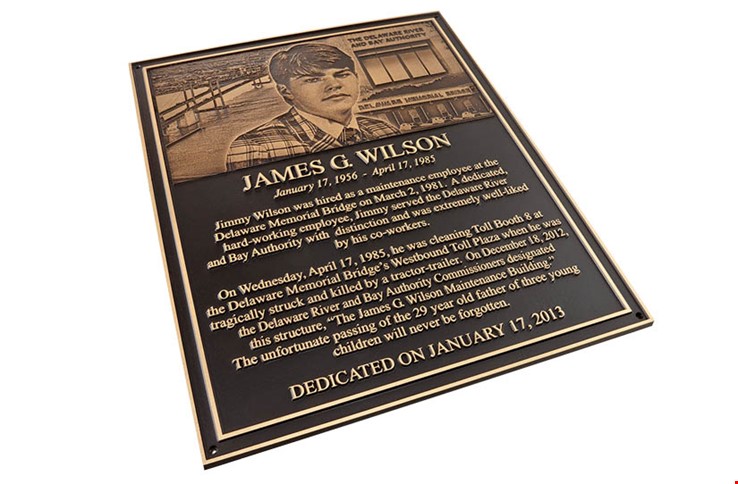 THE DELAWARE RIVER
AND BAY AUTHORITY
DELAWARE MEMORIAL BRIDGE
JAMES G. WILSON
January 17, 1956 - April 17, 1985
Jimmy Wilson was hired as a maintenance employee at the
Delaware Memorial Bridge on March 2, 1981. A dedicated,
hard-working employee, Jimmy served the Delaware River
and Bay Authority with distinction and was extremely well-liked
by his co-workers.
On Wednesday, April 17, 1985, he was cleaning Toll Booth 8 at
the Delaware Memorial Bridge's Westbound Toll Plaza when he was
tragically struck and killed by a tractor-trailer. On December 18, 2012,
the Delaware River and Bay Authority Commissioners designated
this structure, "The James G. Wilson Maintenance Building."
The unfortunate passing of the 29 year old father of three young
children will never be forgotten.
DEDICATED ON JANUARY 17, 2013